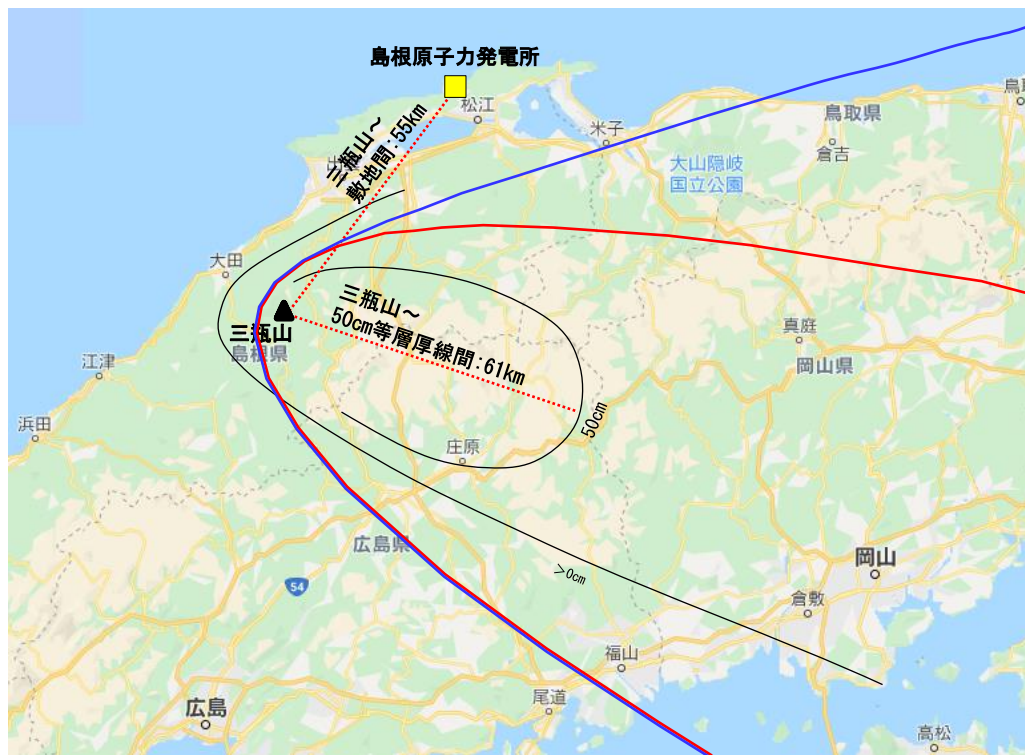 島根原子力発電所
松江
三瓶山～
敷地間:55km
米子
鳥取県
倉吉
大山隠岐
国立公園
大田
三瓶山～
50cm等層厚線間:61km
三瓶山
島根県
真庭
岡山県
江津
浜田
50cm
庄原
広島県
＞0cm
岡山
54
倉敷
福山
尾道
広島
高松